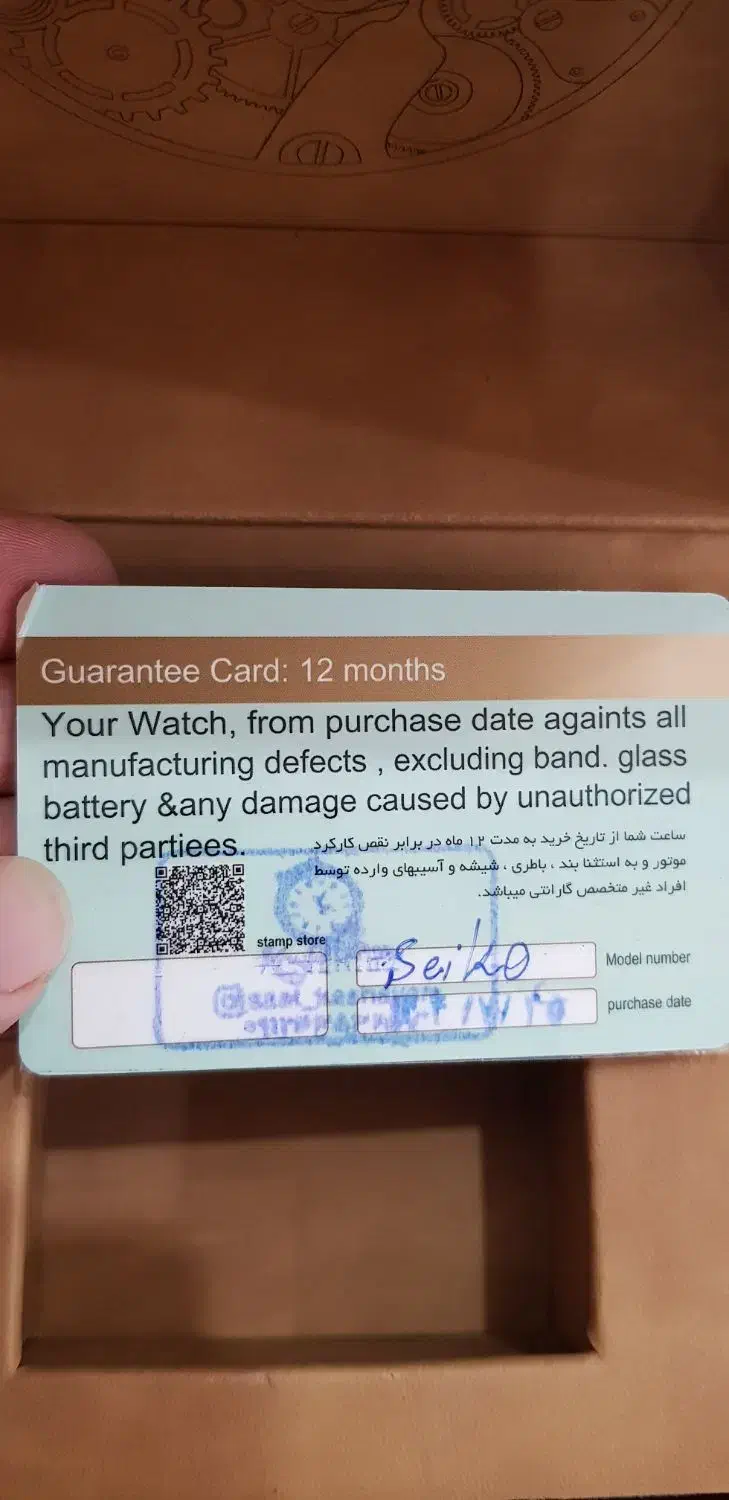 Guarantee Card: 12 months
Your Watch, from purchase date againts all
manufacturing defects , excluding band. glass
battery &any damage caused by unauthorized
third partiees.
ساعت شما از تاریخ خرید به مدت ۱۲ ماه در برابر نقص کارکرد
موتور و به استثنا بند ، باطری ، شیشه و آسیبهای وارده توسط
افراد غیر متخصص گارانتی میباشد.
stamp store
Seiko
Model number
purchase date